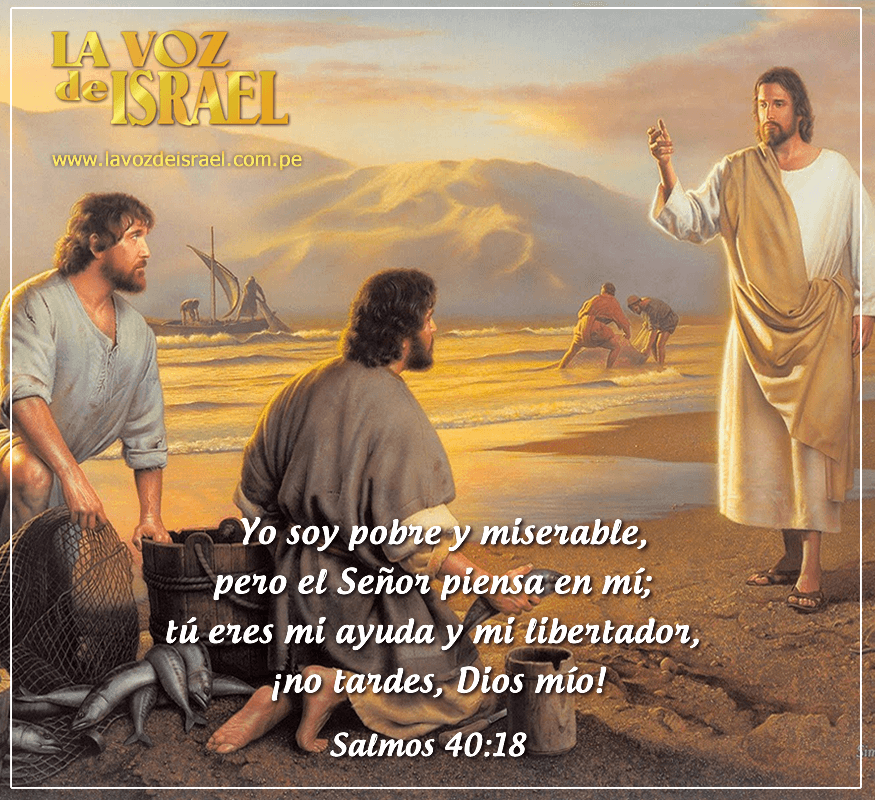 LA VOZ
de ISRAEL
www.lavozdeisrael.com.pe
Yo soy pobre y miserable,
pero el Señor piensa en mí;
tú eres mi ayuda y mi libertador,
¡no tardes, Dios mío!
Salmos 40:18